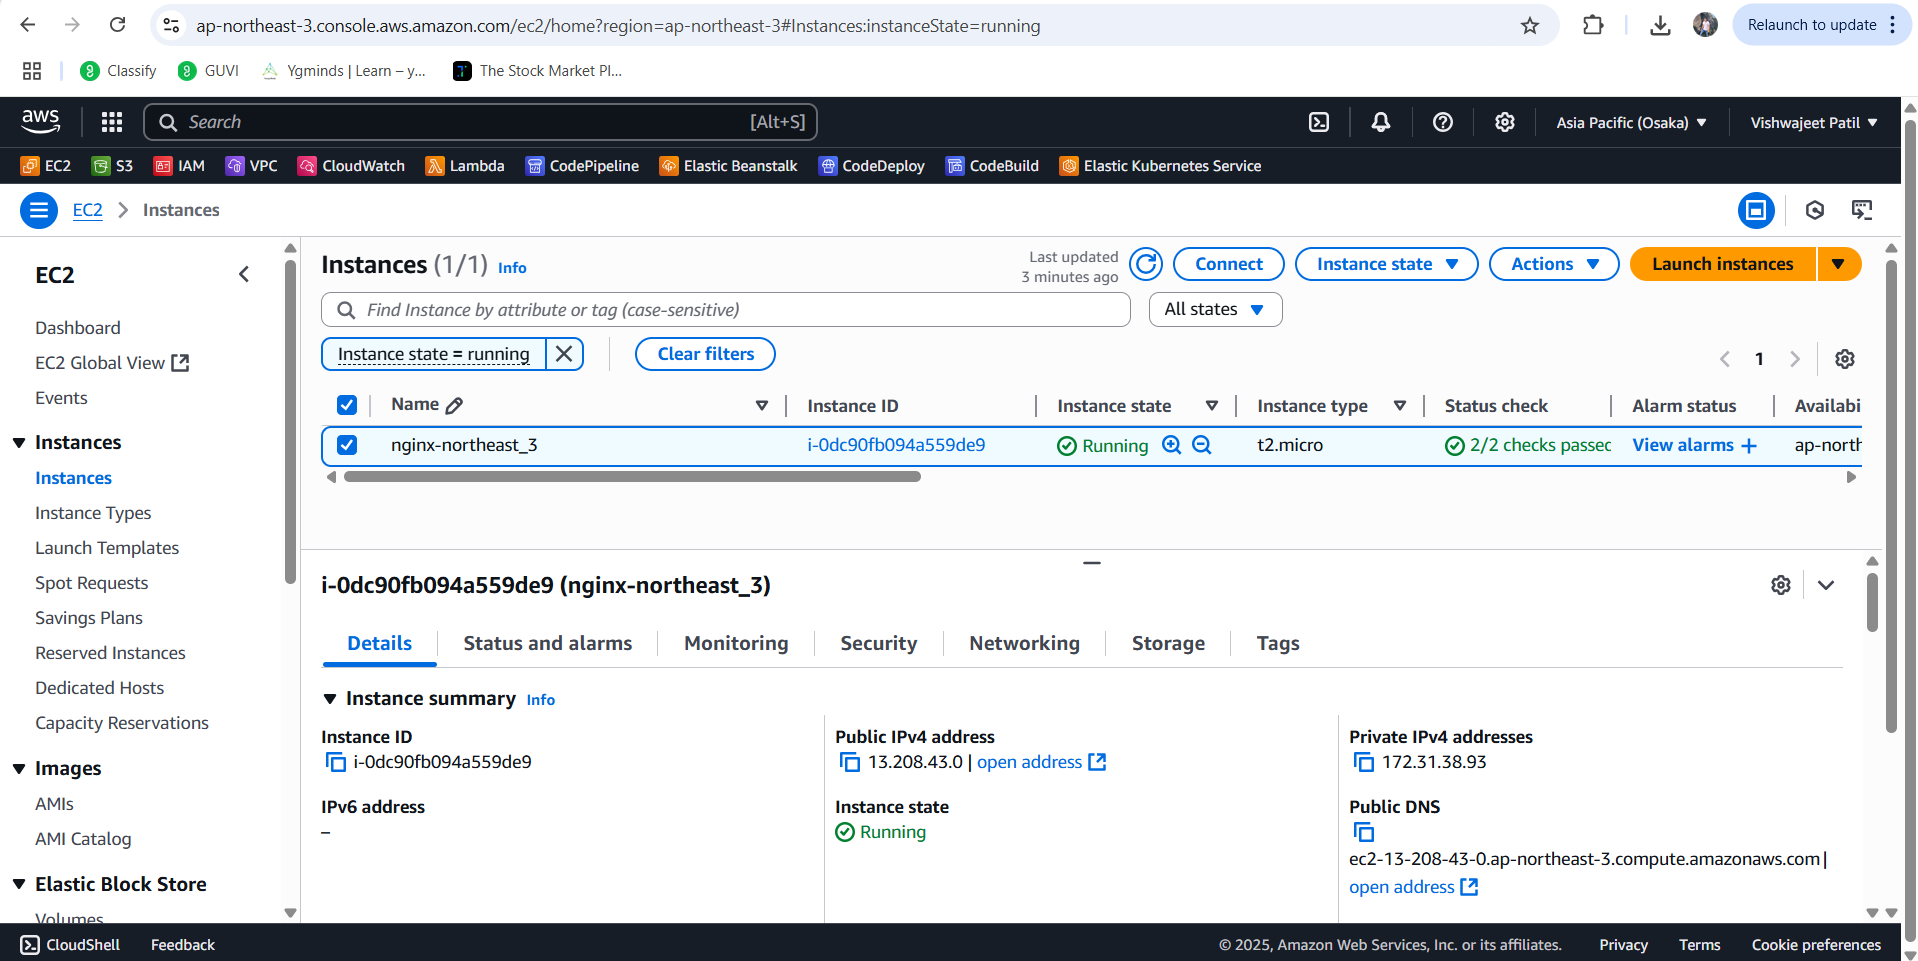 ap-northeast-3.console.aws.amazon.com/ec2/home?region=ap-northeast-3#Instances:instanceState=running
Relaunch to update
Classify
GUVI
Ygminds | Learn – y...
The Stock Market Pl...
aws
Search
[Alt+S]
Asia Pacific (Osaka)
Vishwajeet Patil
EC2
S3
IAM
VPC
CloudWatch
Lambda
CodePipeline
Elastic Beanstalk
CodeDeploy
CodeBuild
Elastic Kubernetes Service
EC2
Instances
EC2
Dashboard
EC2 Global View
Events
Instances
Instances
Instance Types
Launch Templates
Spot Requests
Savings Plans
Reserved Instances
Dedicated Hosts
Capacity Reservations
Images
AMIs
AMI Catalog
Elastic Block Store
Volumes
Instances (1/1) Info
Last updated
3 minutes ago
Connect
Instance state
Actions
Launch instances
Find Instance by attribute or tag (case-sensitive)
All states
Instance state = running
Clear filters
1
Name
Instance ID
Instance state
Instance type
Status check
Alarm status
Availabi
nginx-northeast_3
i-0dc90fb094a559de9
Running
t2.micro
2/2 checks passec
View alarms
ap-north
i-0dc90fb094a559de9 (nginx-northeast_3)
Details
Status and alarms
Monitoring
Security
Networking
Storage
Tags
Instance summary Info
Instance ID
i-0dc90fb094a559de9
Public IPv4 address
13.208.43.0 | open address
Private IPv4 addresses
172.31.38.93
IPv6 address
–
Instance state
Running
Public DNS
ec2-13-208-43-0.ap-northeast-3.compute.amazonaws.com |
open address
CloudShell
Feedback
© 2025, Amazon Web Services, Inc. or its affiliates.
Privacy
Terms
Cookie preferences